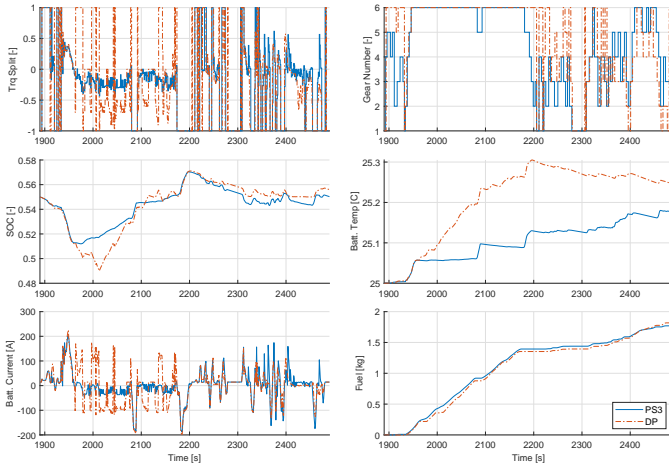 Trq Split [-]
1
0.5
0
-0.5
-1
1900 2000 2100 2200 2300 2400
Gear Number [-]
6
5
4
3
2
1
1900 2000 2100 2200 2300 2400
SOC [-]
0.58
0.56
0.54
0.52
0.5
0.48
1900 2000 2100 2200 2300 2400
Batt. Temp [C]
25.3
25.2
25.1
25
1900 2000 2100 2200 2300 2400
Batt. Current [A]
300
200
100
0
-100
-200
1900 2000 2100 2200 2300 2400
Time [s]
Fuel [kg]
2
1.5
1
0.5
0
1900 2000 2100 2200 2300 2400
Time [s]
PS3
DP